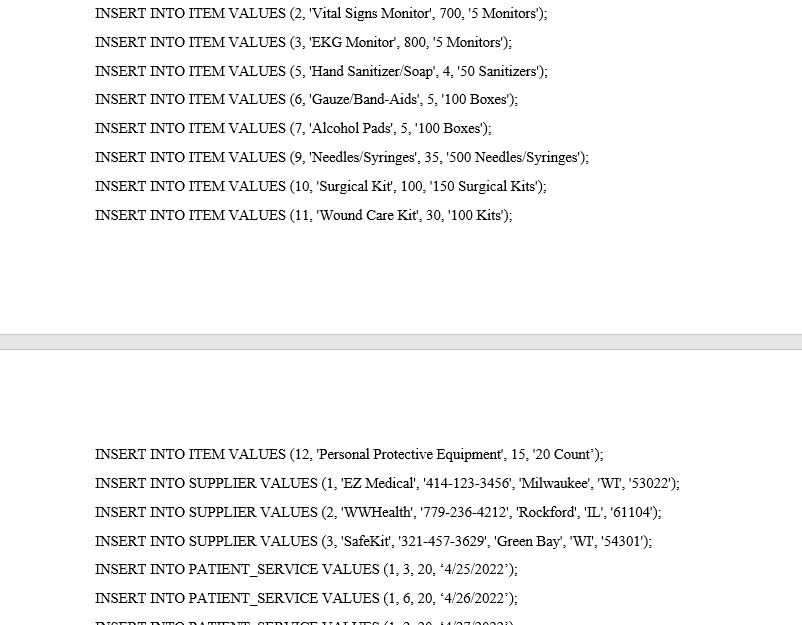 INSERT INTO ITEM VALUES (2, 'Vital Signs Monitor', 700, '5 Monitors');
INSERT INTO ITEM VALUES (3, 'EKG Monitor', 800, '5 Monitors');
INSERT INTO ITEM VALUES (5, 'Hand Sanitizer/Soap', 4, '50 Sanitizers');
INSERT INTO ITEM VALUES (6, 'Gauze/Band-Aids', 5, '100 Boxes');
INSERT INTO ITEM VALUES (7, 'Alcohol Pads', 5, '100 Boxes');
INSERT INTO ITEM VALUES (9, 'Needles/Syringes', 35, '500 Needles/Syringes');
INSERT INTO ITEM VALUES (10, 'Surgical Kit', 100, '150 Surgical Kits');
INSERT INTO ITEM VALUES (11, 'Wound Care Kit', 30, '100 Kits');
INSERT INTO ITEM VALUES (12, 'Personal Protective Equipment', 15, '20 Count’);
INSERT INTO SUPPLIER VALUES (1, 'EZ Medical', '414-123-3456', 'Milwaukee', 'WI', '53022');
INSERT INTO SUPPLIER VALUES (2, 'WWHealth', '779-236-4212', 'Rockford', 'IL', '61104');
INSERT INTO SUPPLIER VALUES (3, 'SafeKit', '321-457-3629', 'Green Bay', 'WI', '54301');
INSERT INTO PATIENT_SERVICE VALUES (1, 3, 20, ‘4/25/2022’);
INSERT INTO PATIENT_SERVICE VALUES (1, 6, 20, ‘4/26/2022’);
INSERT INTO PATIENT_SERVICE VALUES (1,